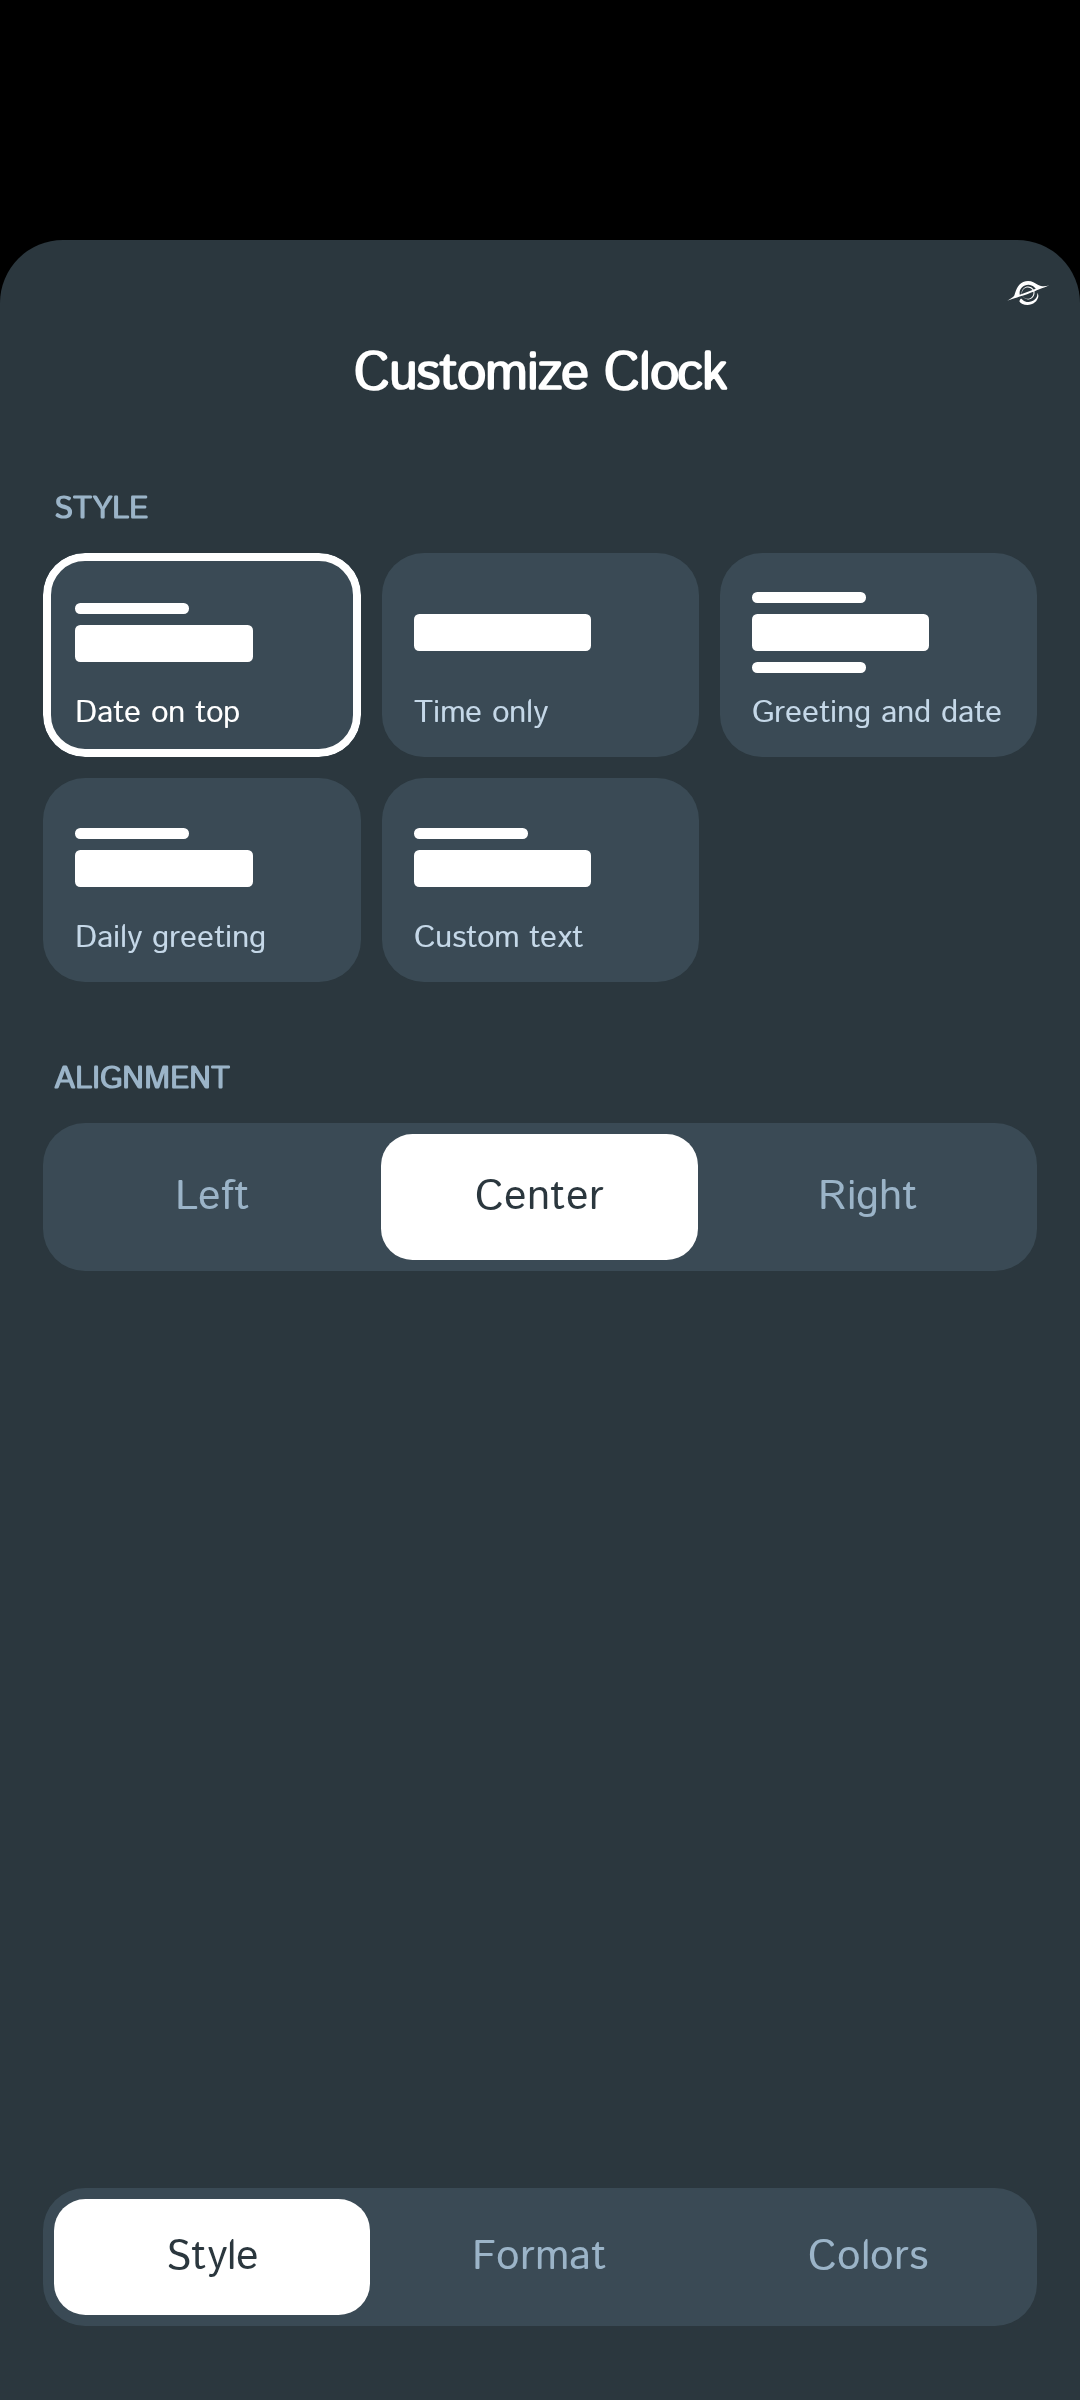 Customize Clock
STYLE
Date on top
Time only
Greeting and date
Daily greeting
Custom text
ALIGNMENT
Left
Center
Right
Style
Format
Colors